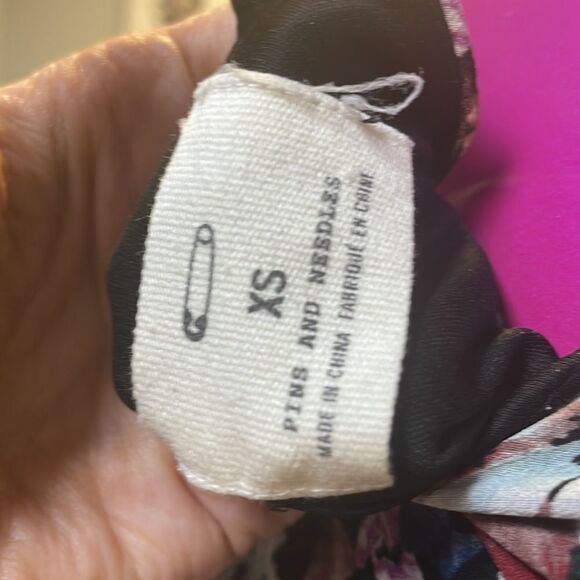 XS
PINS AND NEEDLES
MADE IN CHINA FABRIQUÉ EN CHINE